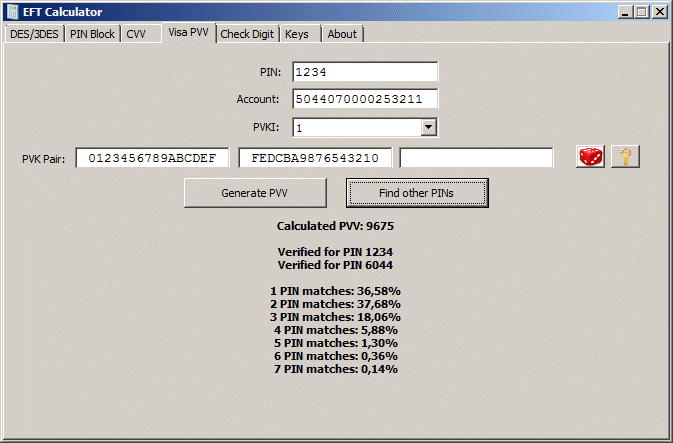 EFT Calculator
DES/3DES PIN Block CVV Visa PVV Check Digit Keys About
PIN: 1234
Account: 5044070000253211
PVKI: 1
PVK Pair: 0123456789ABCDEF FEDCBA9876543210
Generate PVV Find other PINs
Calculated PVV: 9675
Verified for PIN 1234
Verified for PIN 6044
1 PIN matches: 36,58%
2 PIN matches: 37,68%
3 PIN matches: 18,06%
4 PIN matches: 5,88%
5 PIN matches: 1,30%
6 PIN matches: 0,36%
7 PIN matches: 0,14%